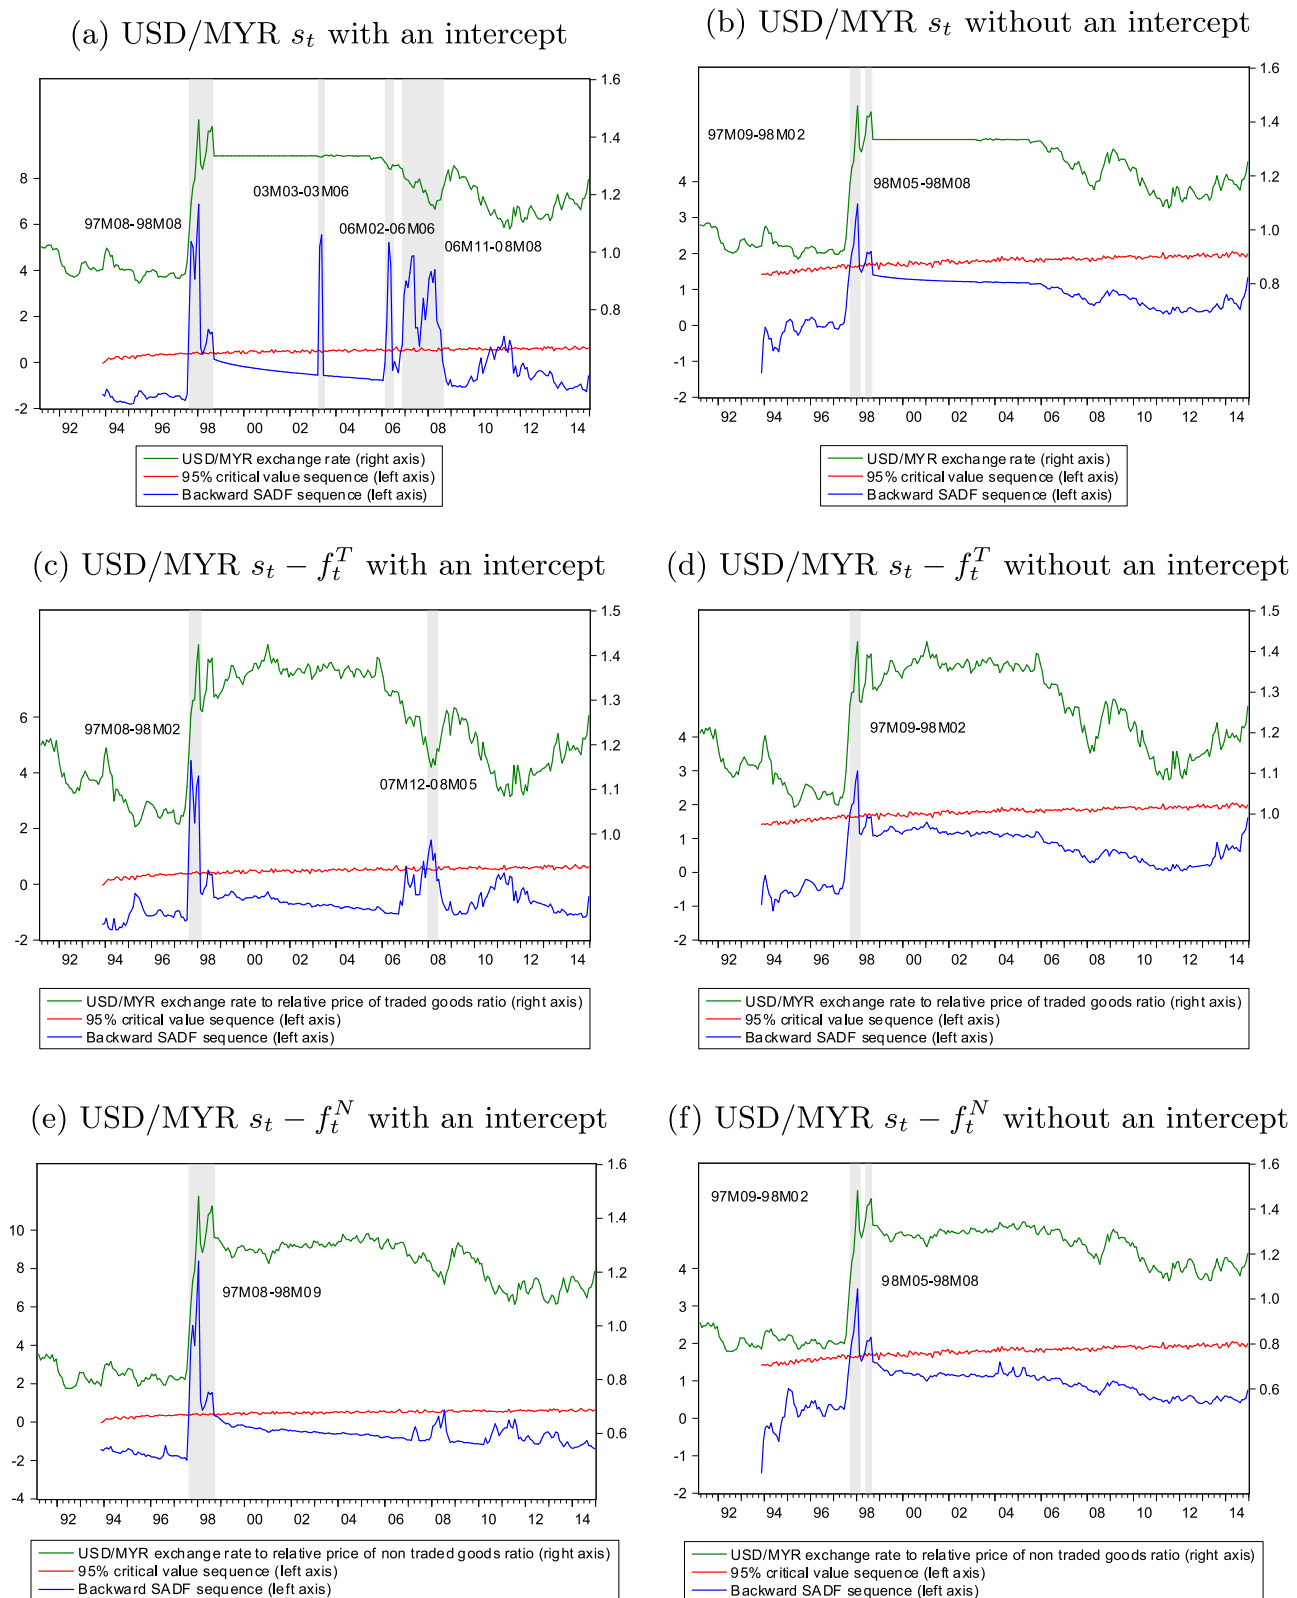 (a) USD/MYR s_t with an intercept
1.6
1.4
1.2
1.0
0.8
8
6
4
2
0
-2
97M08-98M08
03M03-03M06
06M02-06M06
06M11-08M08
92 94 96 98 00 02 04 06 08 10 12 14
USD/MYR exchange rate (right axis)
95% critical value sequence (left axis)
Backward SADF sequence (left axis)
(b) USD/MYR s_t without an intercept
1.6
1.4
1.2
1.0
0.8
4
3
2
1
0
-1
-2
97M09-98M02
98M05-98M08
92 94 96 98 00 02 04 06 08 10 12 14
USD/MYR exchange rate (right axis)
95% critical value sequence (left axis)
Backward SADF sequence (left axis)
(c) USD/MYR s_t − f_t^T with an intercept
1.5
1.4
1.3
1.2
1.1
1.0
6
4
2
0
-2
97M08-98M02
07M12-08M05
92 94 96 98 00 02 04 06 08 10 12 14
USD/MYR exchange rate to relative price of traded goods ratio (right axis)
95% critical value sequence (left axis)
Backward SADF sequence (left axis)
(d) USD/MYR s_t − f_t^T without an intercept
1.5
1.4
1.3
1.2
1.1
1.0
4
3
2
1
0
-1
-2
97M09-98M02
92 94 96 98 00 02 04 06 08 10 12 14
USD/MYR exchange rate to relative price of traded goods ratio (right axis)
95% critical value sequence (left axis)
Backward SADF sequence (left axis)
(e) USD/MYR s_t − f_t^N with an intercept
1.6
1.4
1.2
1.0
0.8
0.6
10
8
6
4
2
0
-2
-4
97M08-98M09
92 94 96 98 00 02 04 06 08 10 12 14
USD/MYR exchange rate to relative price of non traded goods ratio (right axis)
95% critical value sequence (left axis)
Backward SADF sequence (left axis)
(f) USD/MYR s_t − f_t^N without an intercept
1.6
1.4
1.2
1.0
0.8
0.6
4
3
2
1
0
-1
-2
97M09-98M02
98M05-98M08
92 94 96 98 00 02 04 06 08 10 12 14
USD/MYR exchange rate to relative price of non traded goods ratio (right axis)
95% critical value sequence (left axis)
Backward SADF sequence (left axis)